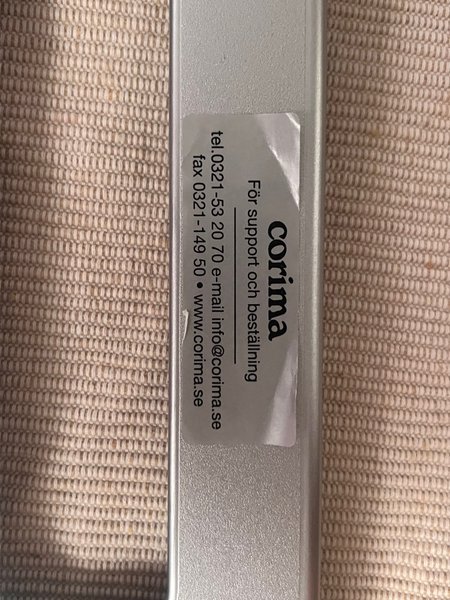 corima
För support och beställning
tel.0321-53 20 70 e-mail info@corima.se
fax 0321-149 50 • www.corima.se